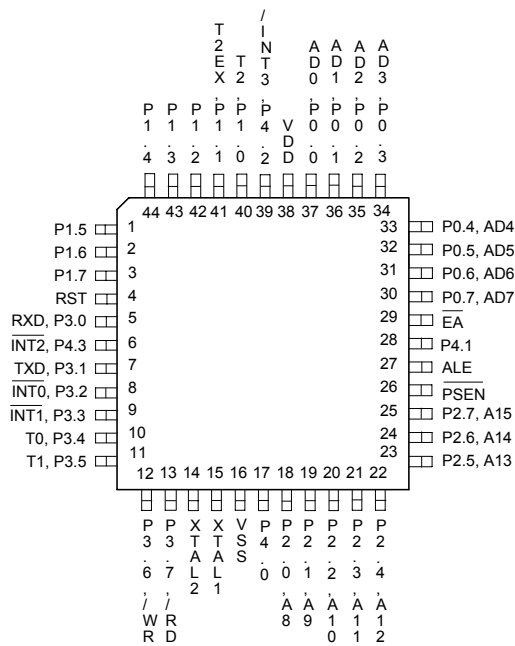 P1.4
P1.3
P1.2
T2EX,P1.1
T2,P1.0
/INT3,P4.2
VDD
AD0,P0.0
AD1,P0.1
AD2,P0.2
AD3,P0.3
44 43 42 41 40 39 38 37 36 35 34
P1.5 1
P1.6 2
P1.7 3
RST 4
RXD, P3.0 5
INT2, P4.3 6
TXD, P3.1 7
INT0, P3.2 8
INT1, P3.3 9
T0, P3.4 10
T1, P3.5 11
33 P0.4, AD4
32 P0.5, AD5
31 P0.6, AD6
30 P0.7, AD7
29 EA
28 P4.1
27 ALE
26 PSEN
25 P2.7, A15
24 P2.6, A14
23 P2.5, A13
12 13 14 15 16 17 18 19 20 21 22
P3.6,/WR
P3.7,/RD
XTAL2
XTAL1
VSS
P4.0
P2.0,A8
P2.1,A9
P2.2,A10
P2.3,A11
P2.4,A12